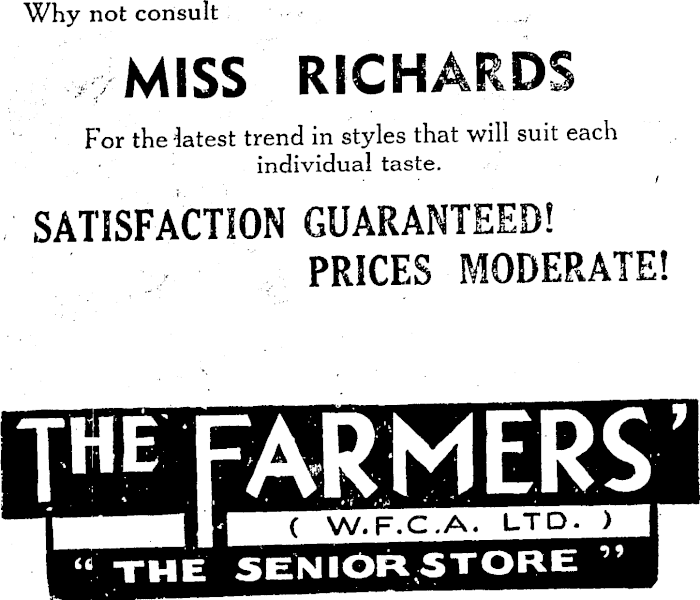 Why not consult
MISS RICHARDS
For the latest trend in styles that will suit each
individual taste.
SATISFACTION GUARANTEED!
PRICES MODERATE!
THE FARMERS'
( W.F.C.A. LTD. )
“ THE SENIOR STORE ”